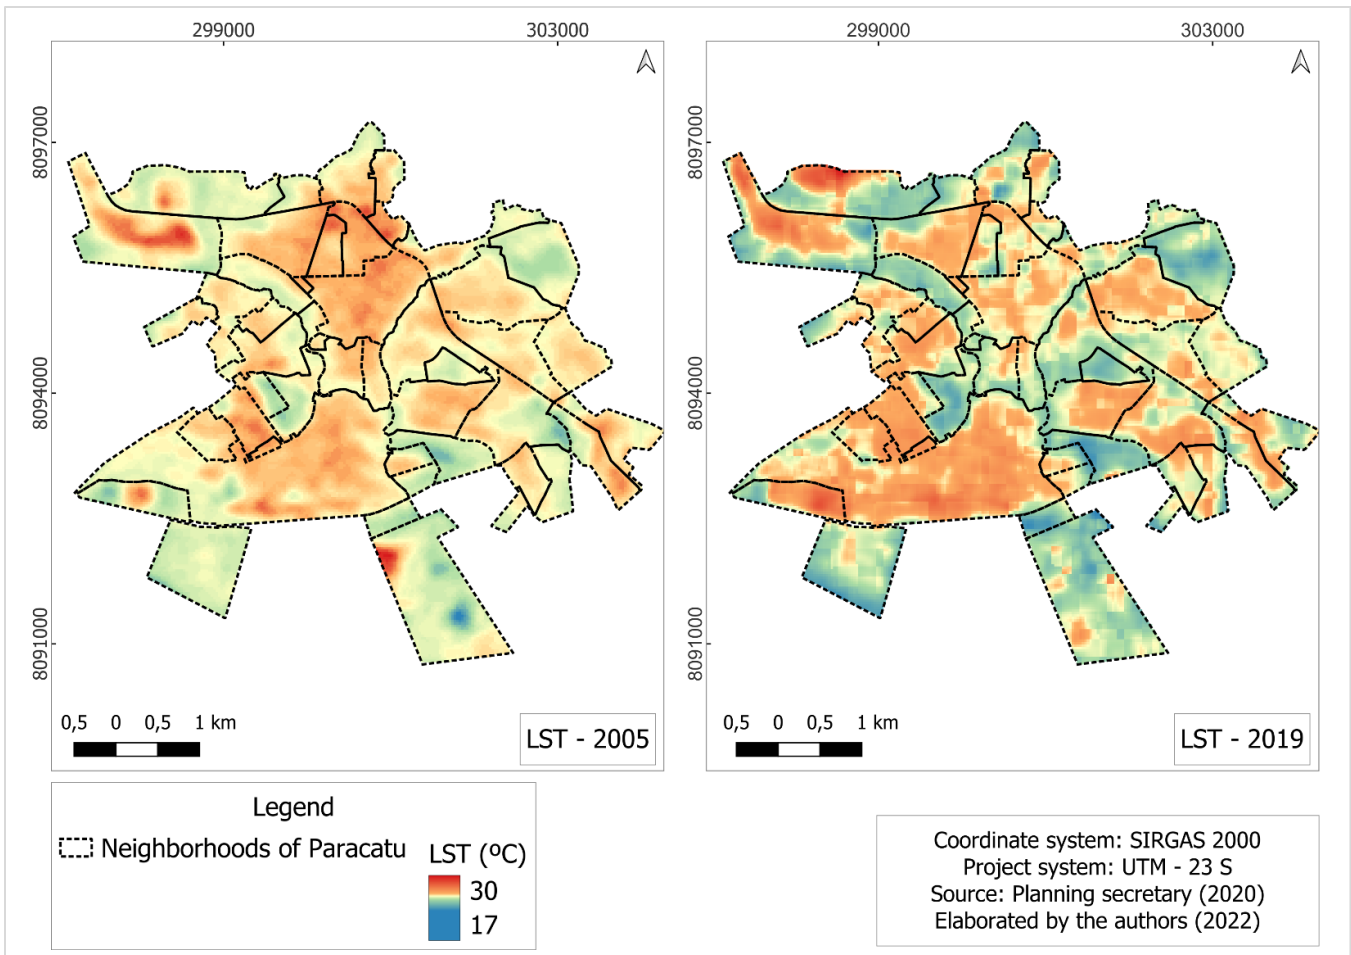 299000
303000
299000
303000
8097000
8094000
8091000
8097000
8094000
8091000
0,5 0 0,5 1 km
LST - 2005
0,5 0 0,5 1 km
LST - 2019
Legend
Neighborhoods of Paracatu
LST (ºC)
30
17
Coordinate system: SIRGAS 2000
Project system: UTM - 23 S
Source: Planning secretary (2020)
Elaborated by the authors (2022)